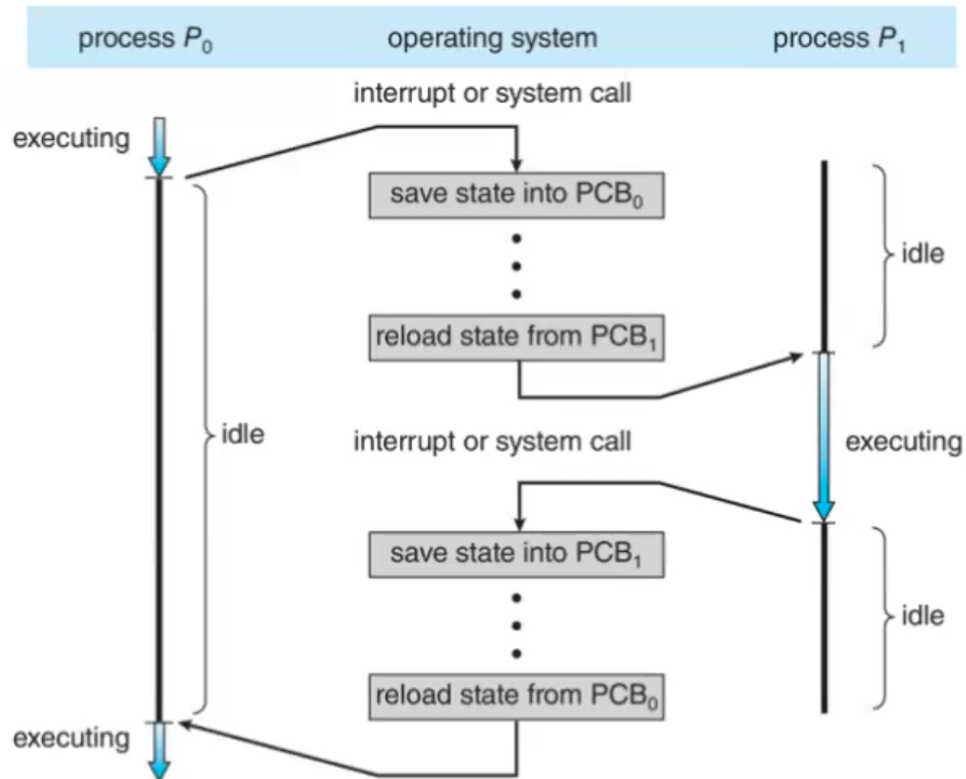 process P₀ operating system process P₁
interrupt or system call
executing
save state into PCB₀
idle
reload state from PCB₁
idle
interrupt or system call
executing
save state into PCB₁
idle
reload state from PCB₀
executing